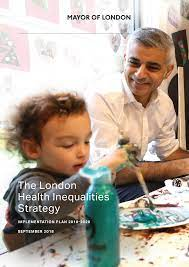 MAYOR OF LONDON
The London
Health Inequalities
Strategy
IMPLEMENTATION PLAN 2018-2020
SEPTEMBER 2018